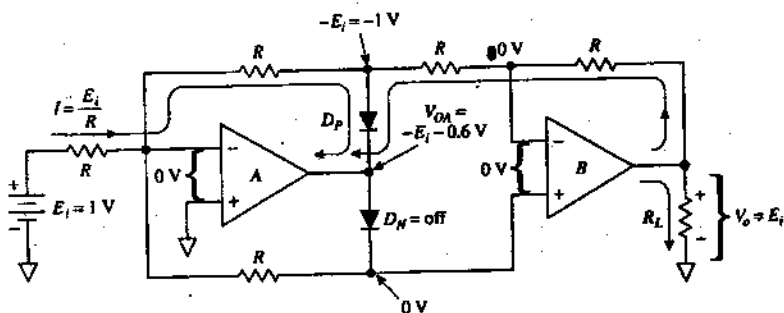 −E_i = −1 V
R
R
0 V
R
I = E_i / R
D_P
V_OA =
−E_i − 0.6 V
R
−
A
+
0 V
−
B
+
0 V
+
−
E_i = 1 V
D_N = off
R_L
+
−
V_o = E_i
R
0 V